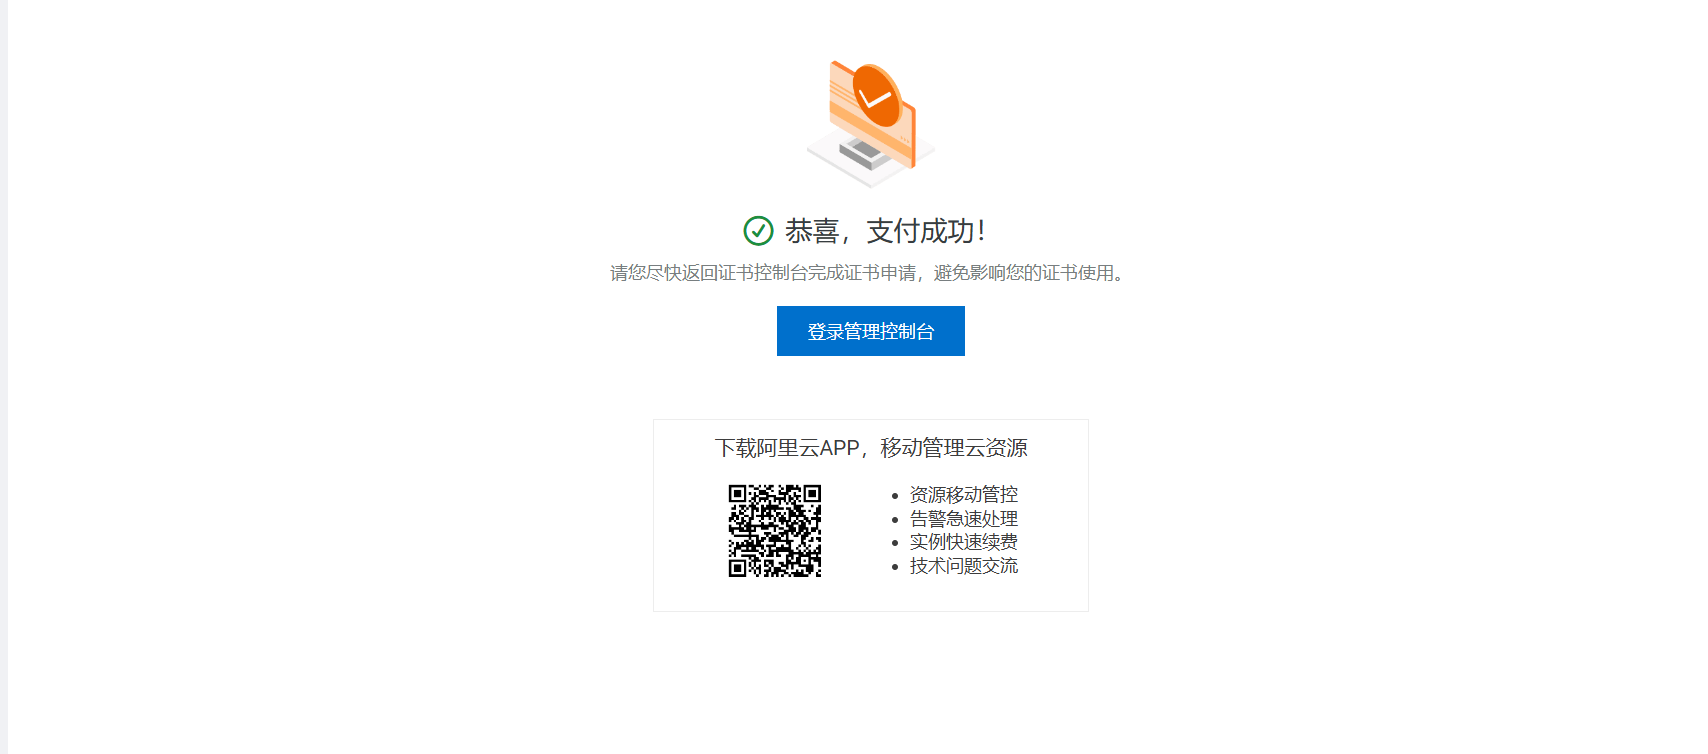 恭喜，支付成功！
请您尽快返回证书控制台完成证书申请，避免影响您的证书使用。
登录管理控制台
下载阿里云APP，移动管理云资源
资源移动管控
告警急速处理
实例快速续费
技术问题交流